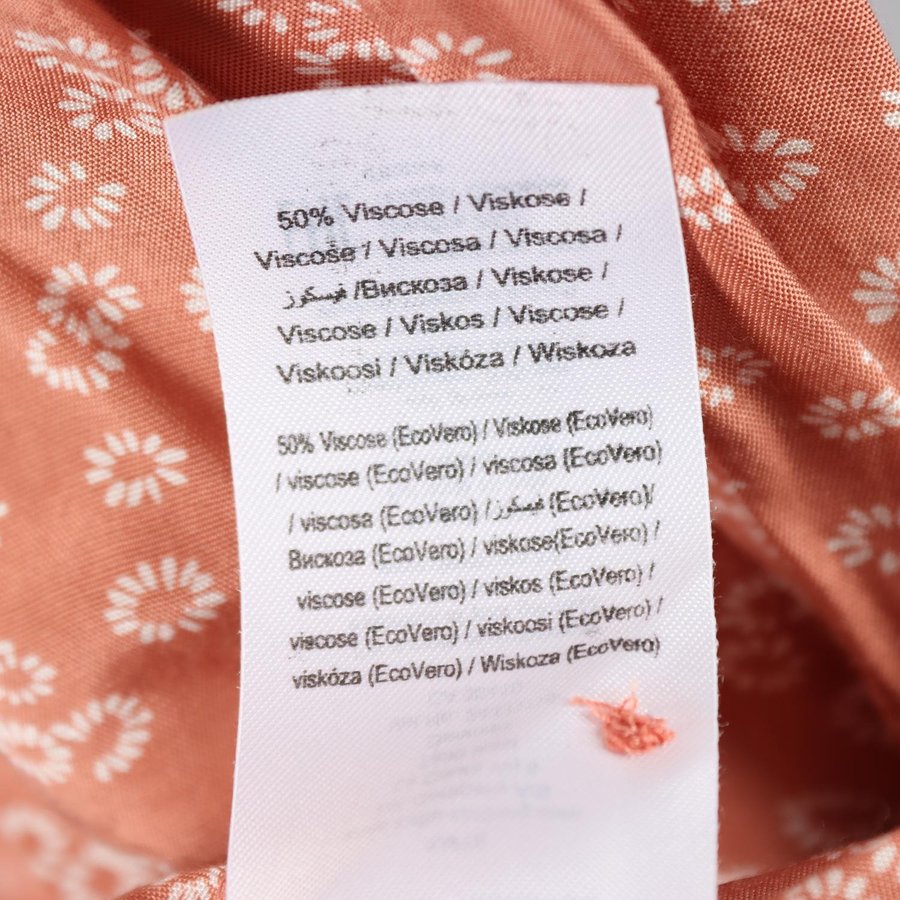 50% Viscose / Viskose /
Viscose / Viscosa / Viscosa /
فيسكوز /Вискоза / Viskose /
Viscose / Viskos / Viscose /
Viskoosi / Viskóza / Wiskoza
50% Viscose (EcoVero) / Viskose (EcoVero)
/ viscose (EcoVero) / viscosa (EcoVero)
/ viscosa (EcoVero) /فيسكوز (EcoVero)/
Вискоза (EcoVero) / viskose(EcoVero) /
viscose (EcoVero) / viskos (EcoVero) /
viscose (EcoVero) / viskoosi (EcoVero) /
viskóza (EcoVero) / Wiskoza (EcoVero)